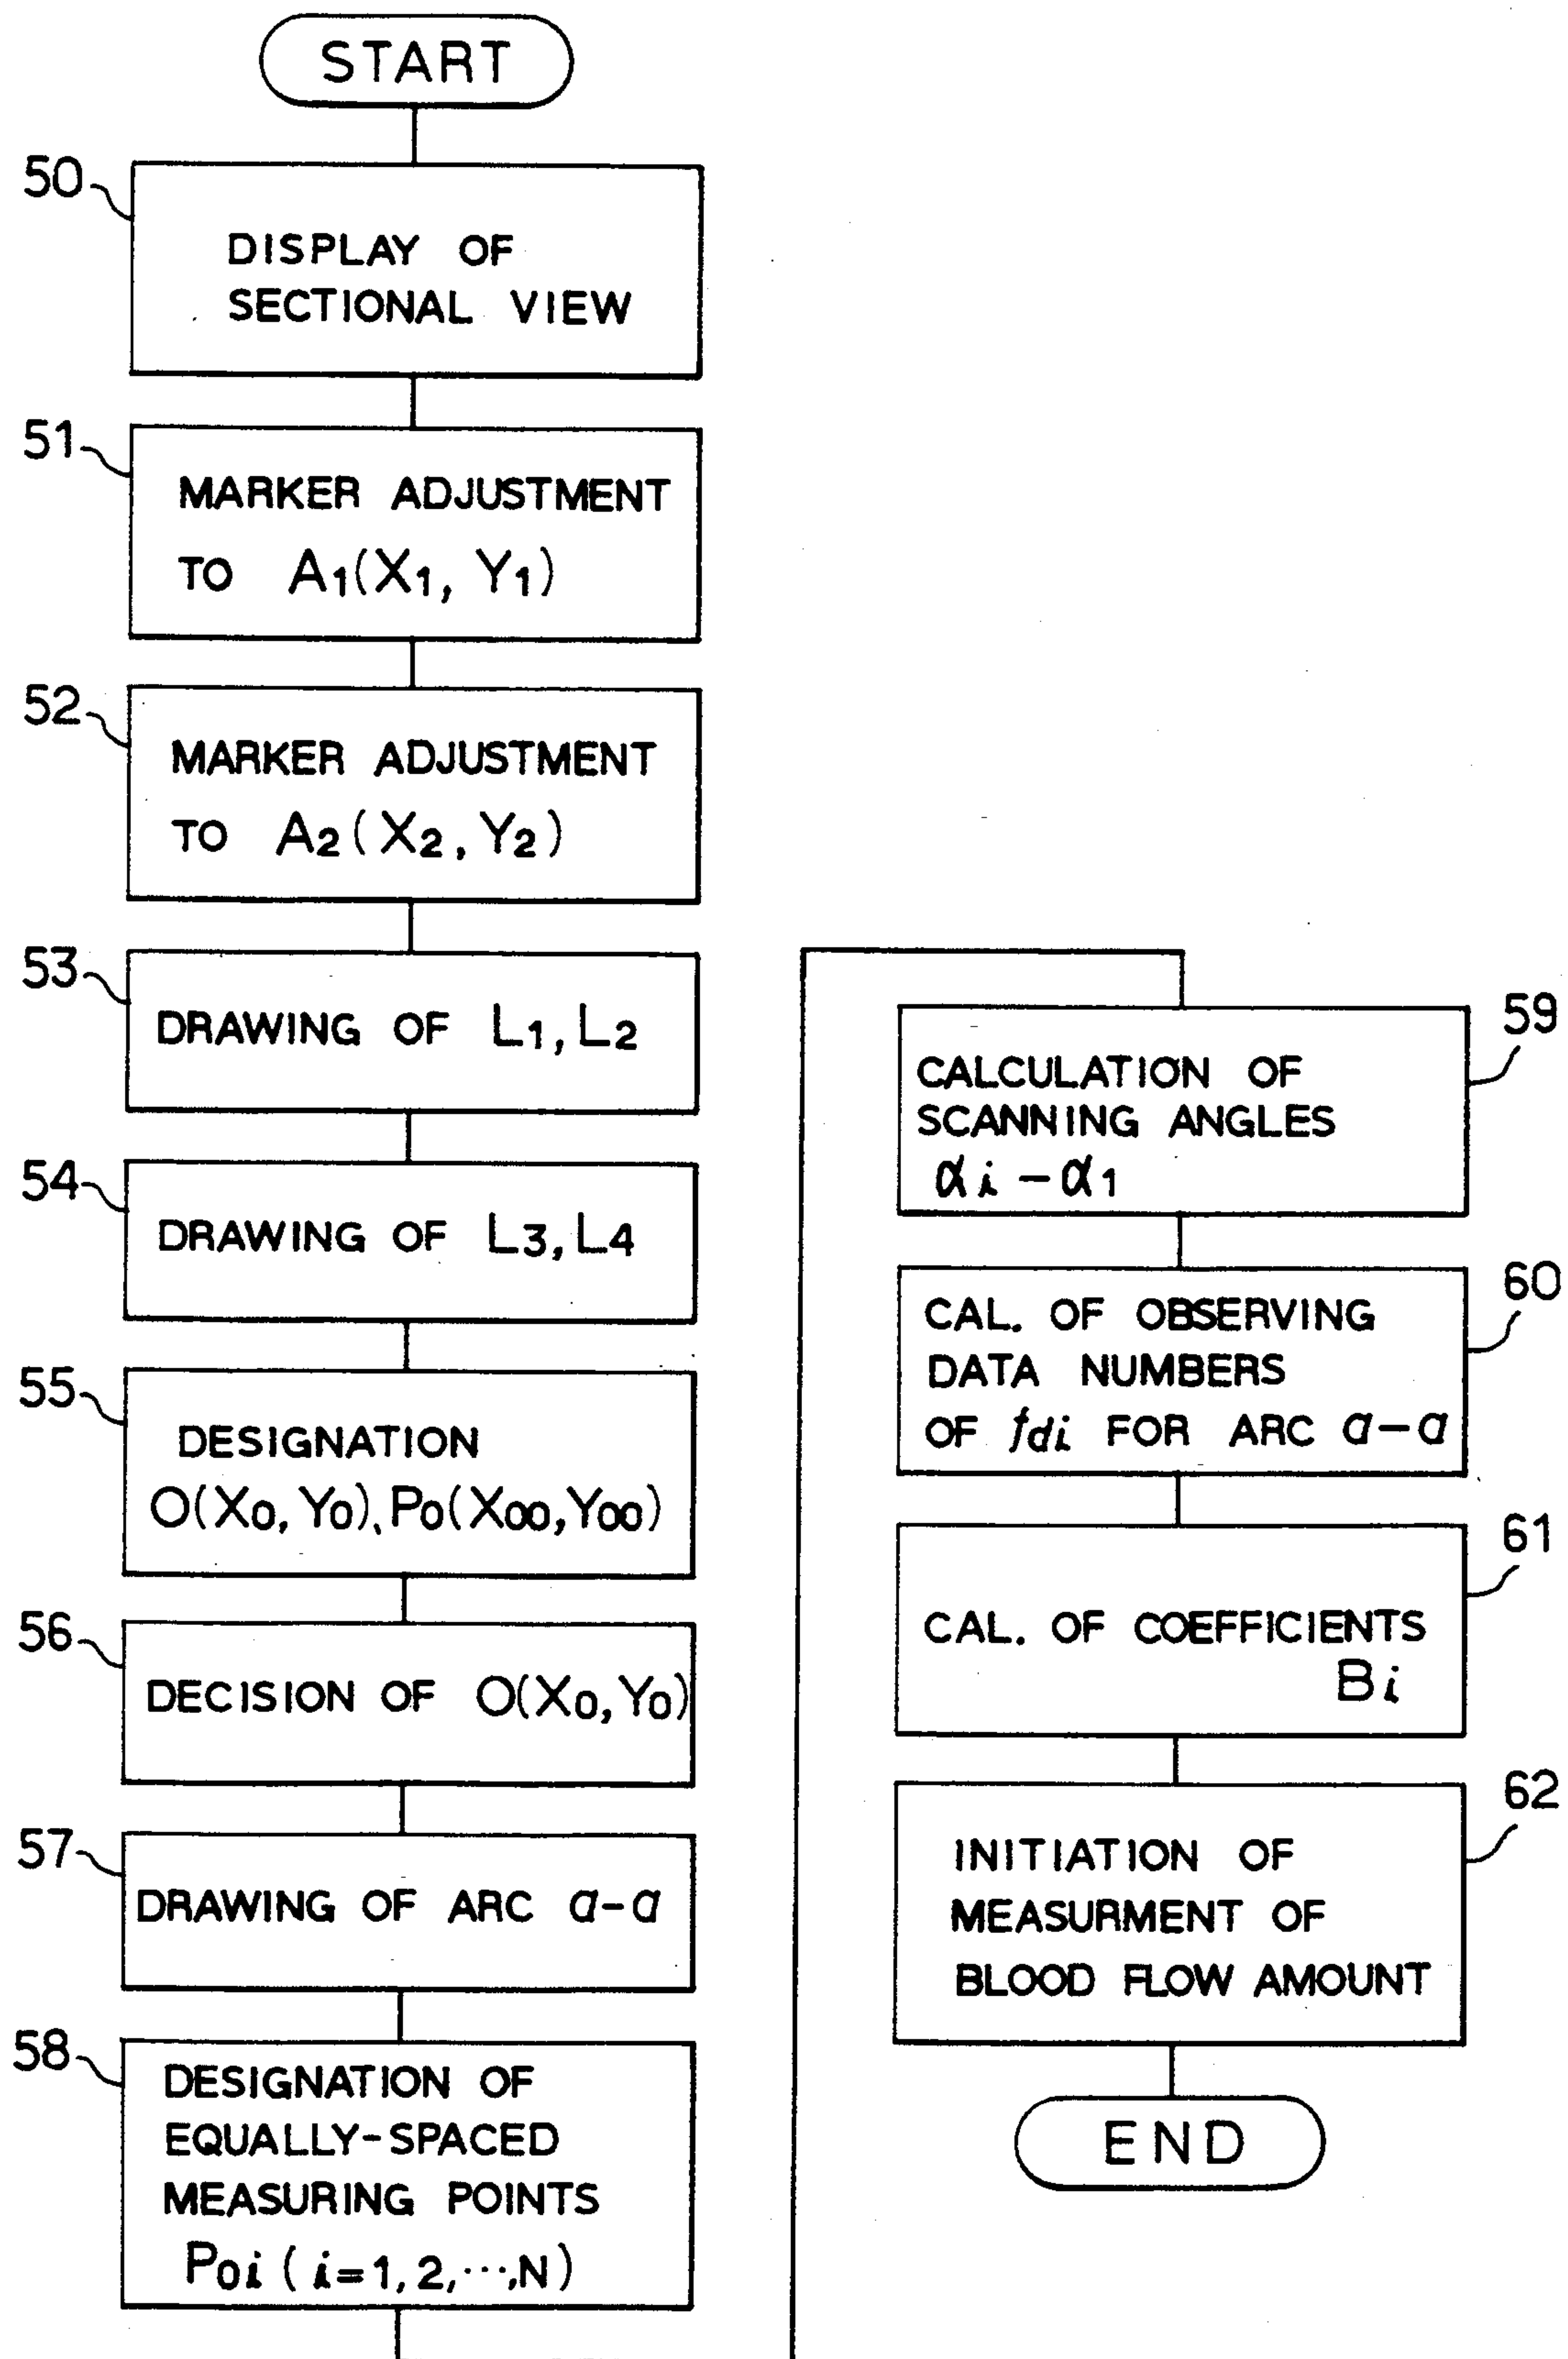 START
50
DISPLAY OF
SECTIONAL VIEW
51
MARKER ADJUSTMENT
TO A1(X1, Y1)
52
MARKER ADJUSTMENT
TO A2(X2, Y2)
53
DRAWING OF L1, L2
54
DRAWING OF L3, L4
55
DESIGNATION
O(X0, Y0), P0(X00, Y00)
56
DECISION OF O(X0, Y0)
57
DRAWING OF ARC a-a
58
DESIGNATION OF
EQUALLY-SPACED
MEASURING POINTS
P0i ( i=1, 2, ···, N)
59
CALCULATION OF
SCANNING ANGLES
αi - α1
60
CAL. OF OBSERVING
DATA NUMBERS
OF fdi FOR ARC a-a
61
CAL. OF COEFFICIENTS
Bi
62
INITIATION OF
MEASURMENT OF
BLOOD FLOW AMOUNT
END